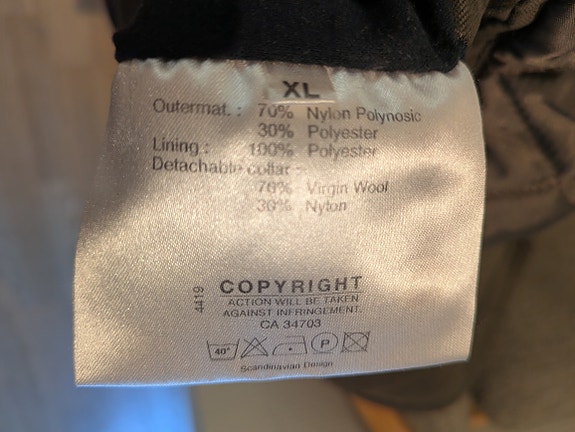 XL
Outermat. : 70% Nylon Polynosic
30% Polyester
Lining : 100% Polyester
Detachable collar -
70% Virgin Wool
30% Nylon
4419
COPYRIGHT
ACTION WILL BE TAKEN
AGAINST INFRINGEMENT.
CA 34703
40° P
Scandinavian Design